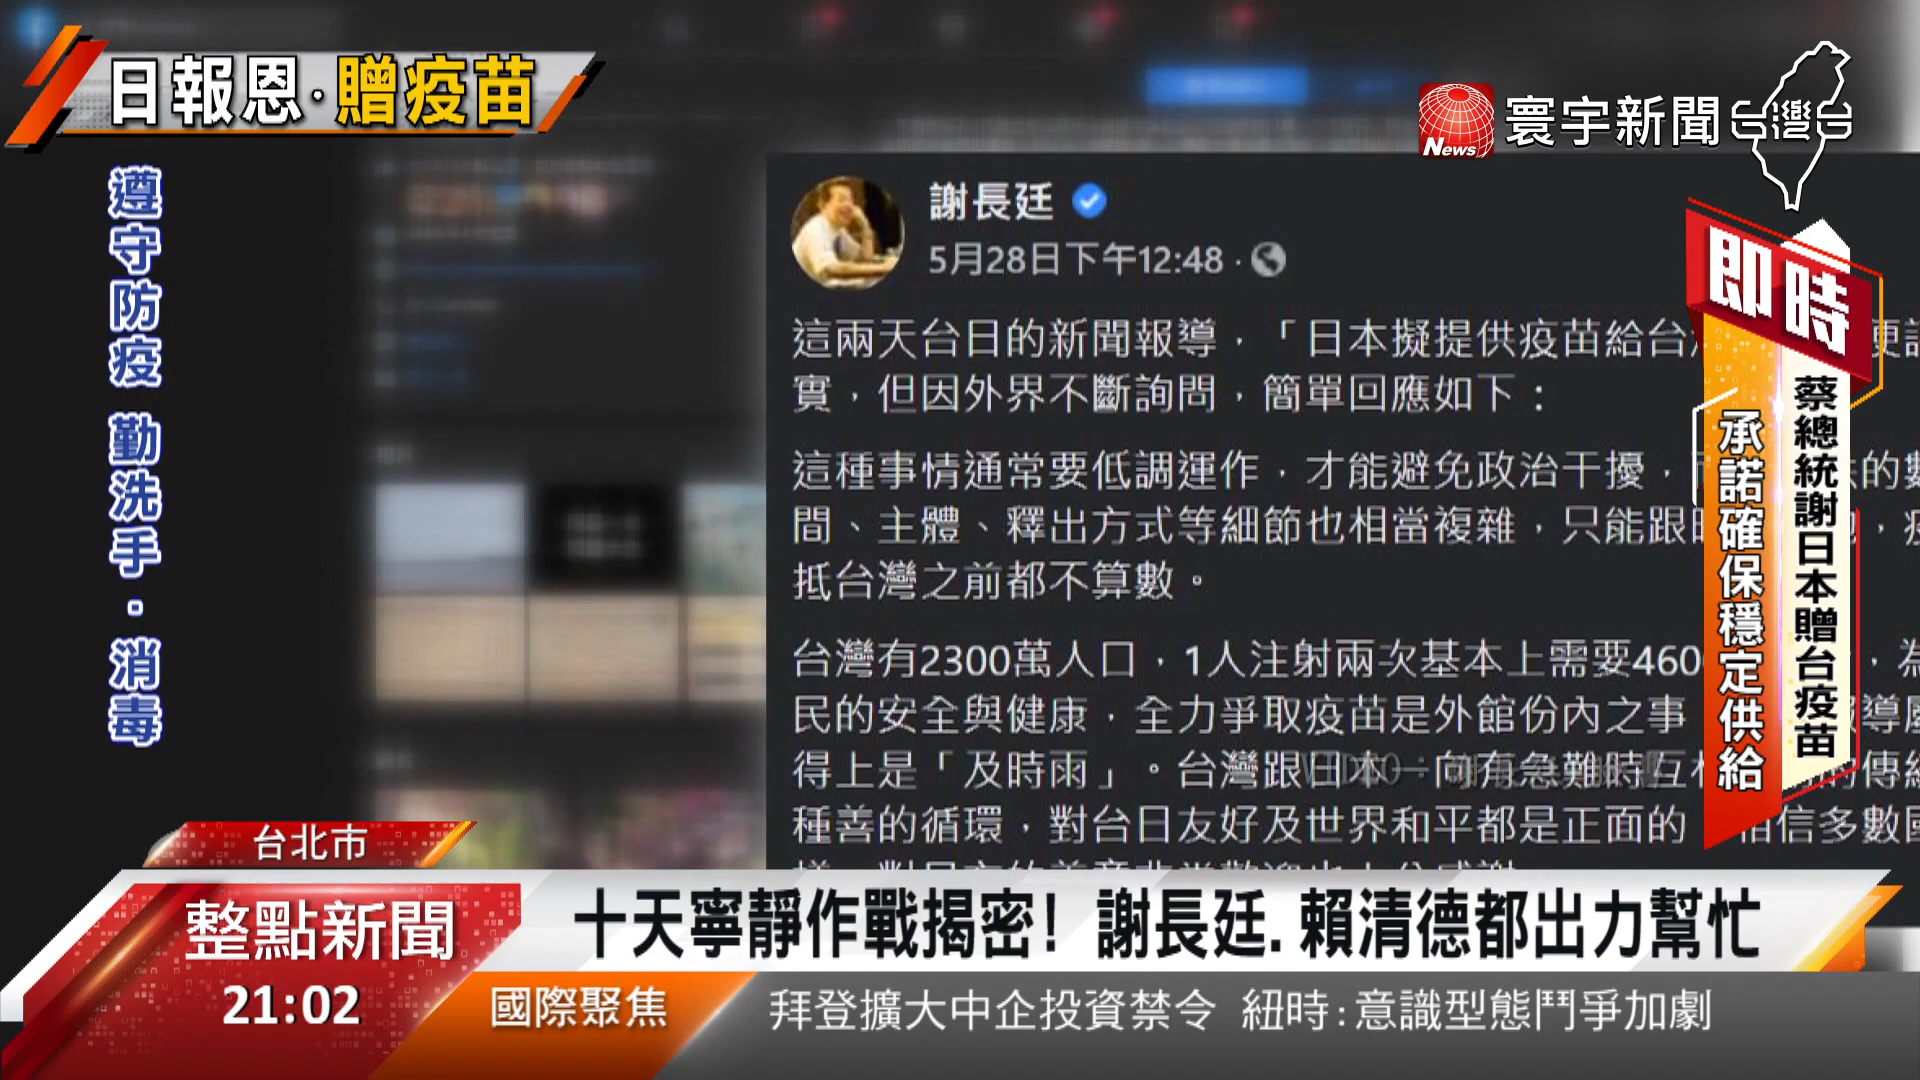 日報恩·贈疫苗
遵守防疫 勤洗手·消毒
News
寰宇新聞
台灣台
即時
蔡總統謝日本贈台疫苗
承諾確保穩定供給
謝長廷
5月28日下午12:48 ·
這兩天台日的新聞報導，「日本擬提供疫苗給台
實，但因外界不斷詢問，簡單回應如下：
這種事情通常要低調運作，才能避免政治干擾，
的數
間、主體、釋出方式等細節也相當複雜，只能跟
抵台灣之前都不算數。
台灣有2300萬人口，1人注射兩次基本上需要460
，為
民的安全與健康，全力爭取疫苗是外館份內之事
導
得上是「及時雨」。台灣跟日本一向有急難時互
的傳統
種善的循環，對台日友好及世界和平都是正面的
相信多數國
台北市
整點新聞
21:02
十天寧靜作戰揭密! 謝長廷.賴清德都出力幫忙
國際聚焦
拜登擴大中企投資禁令 紐時:意識型態鬥爭加劇